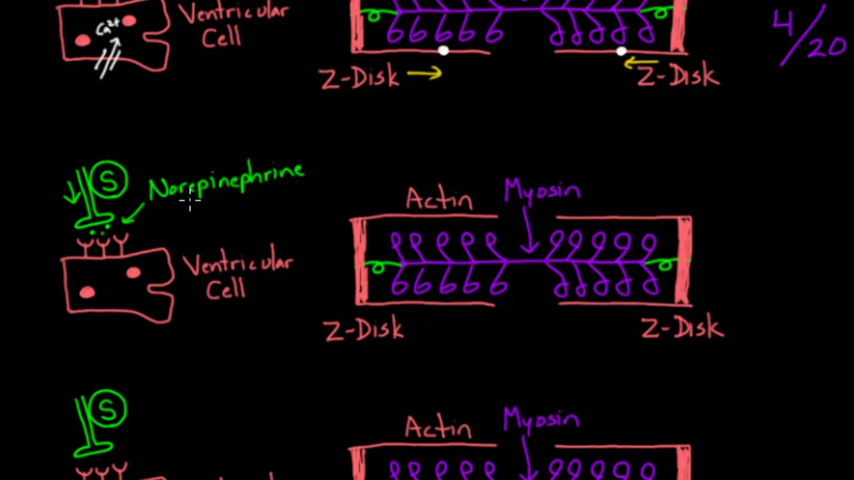 Ca2+
Ventricular
Cell
Z-Disk
Z-Disk
4/20
S
Norepinephrine
Actin
Myosin
Ventricular
Cell
Z-Disk
Z-Disk
S
Actin
Myosin